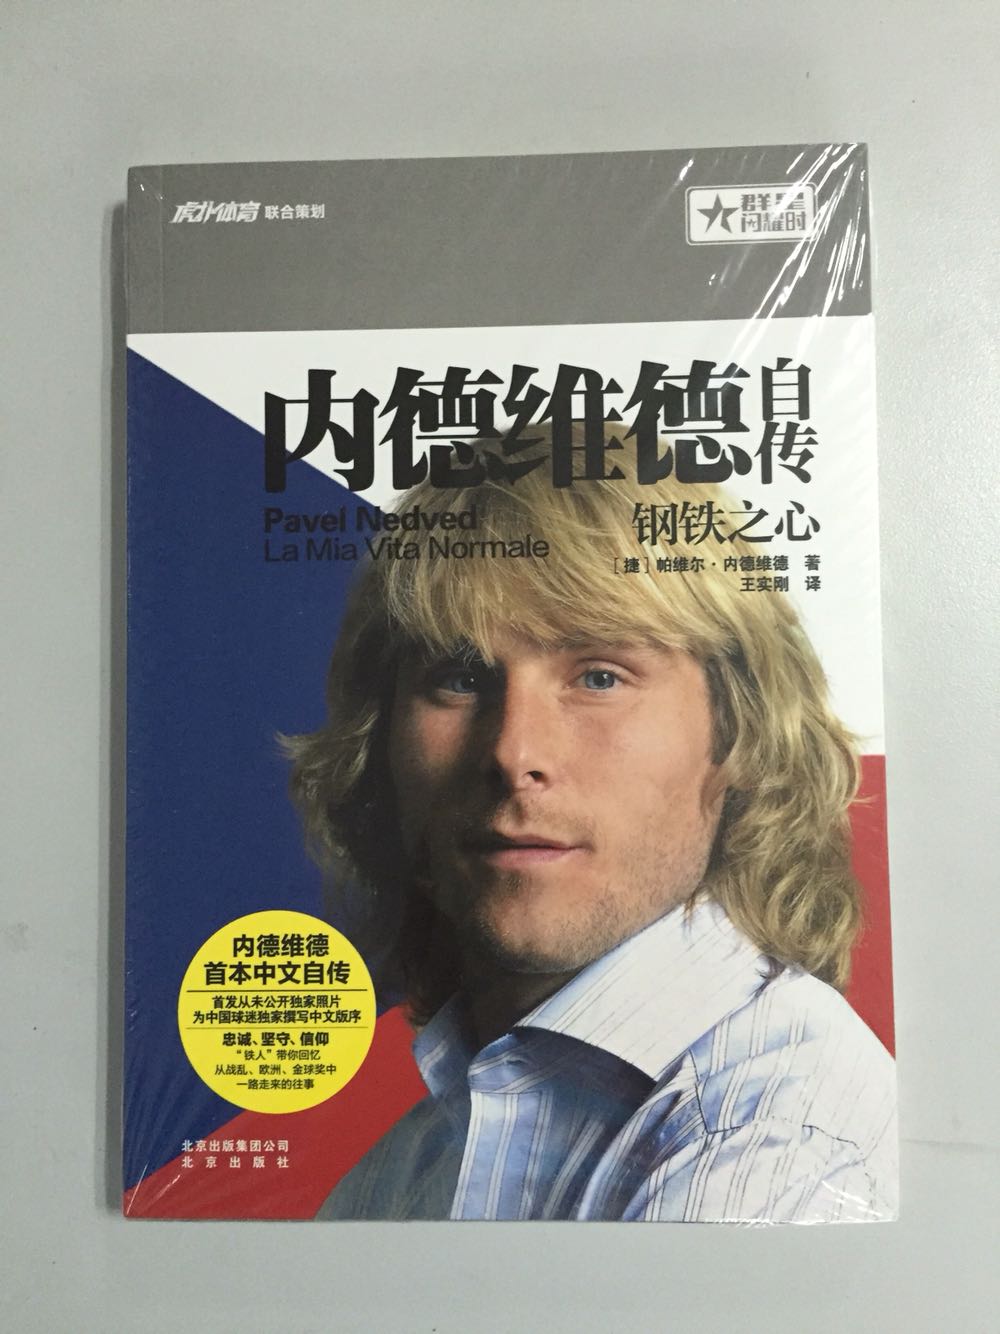 虎扑体育 联合策划
群星
闪耀时
内德维德自传
Pavel Nedved
La Mia Vita Normale
钢铁之心
[捷] 帕维尔·内德维德 著
王实刚 译
内德维德
首本中文自传
首发从未公开独家照片
为中国球迷独家撰写中文版序
忠诚、坚守、信仰
“铁人”带你回忆
从战乱、欧洲、金球奖中
一路走来的往事
北京出版集团公司
北京出版社